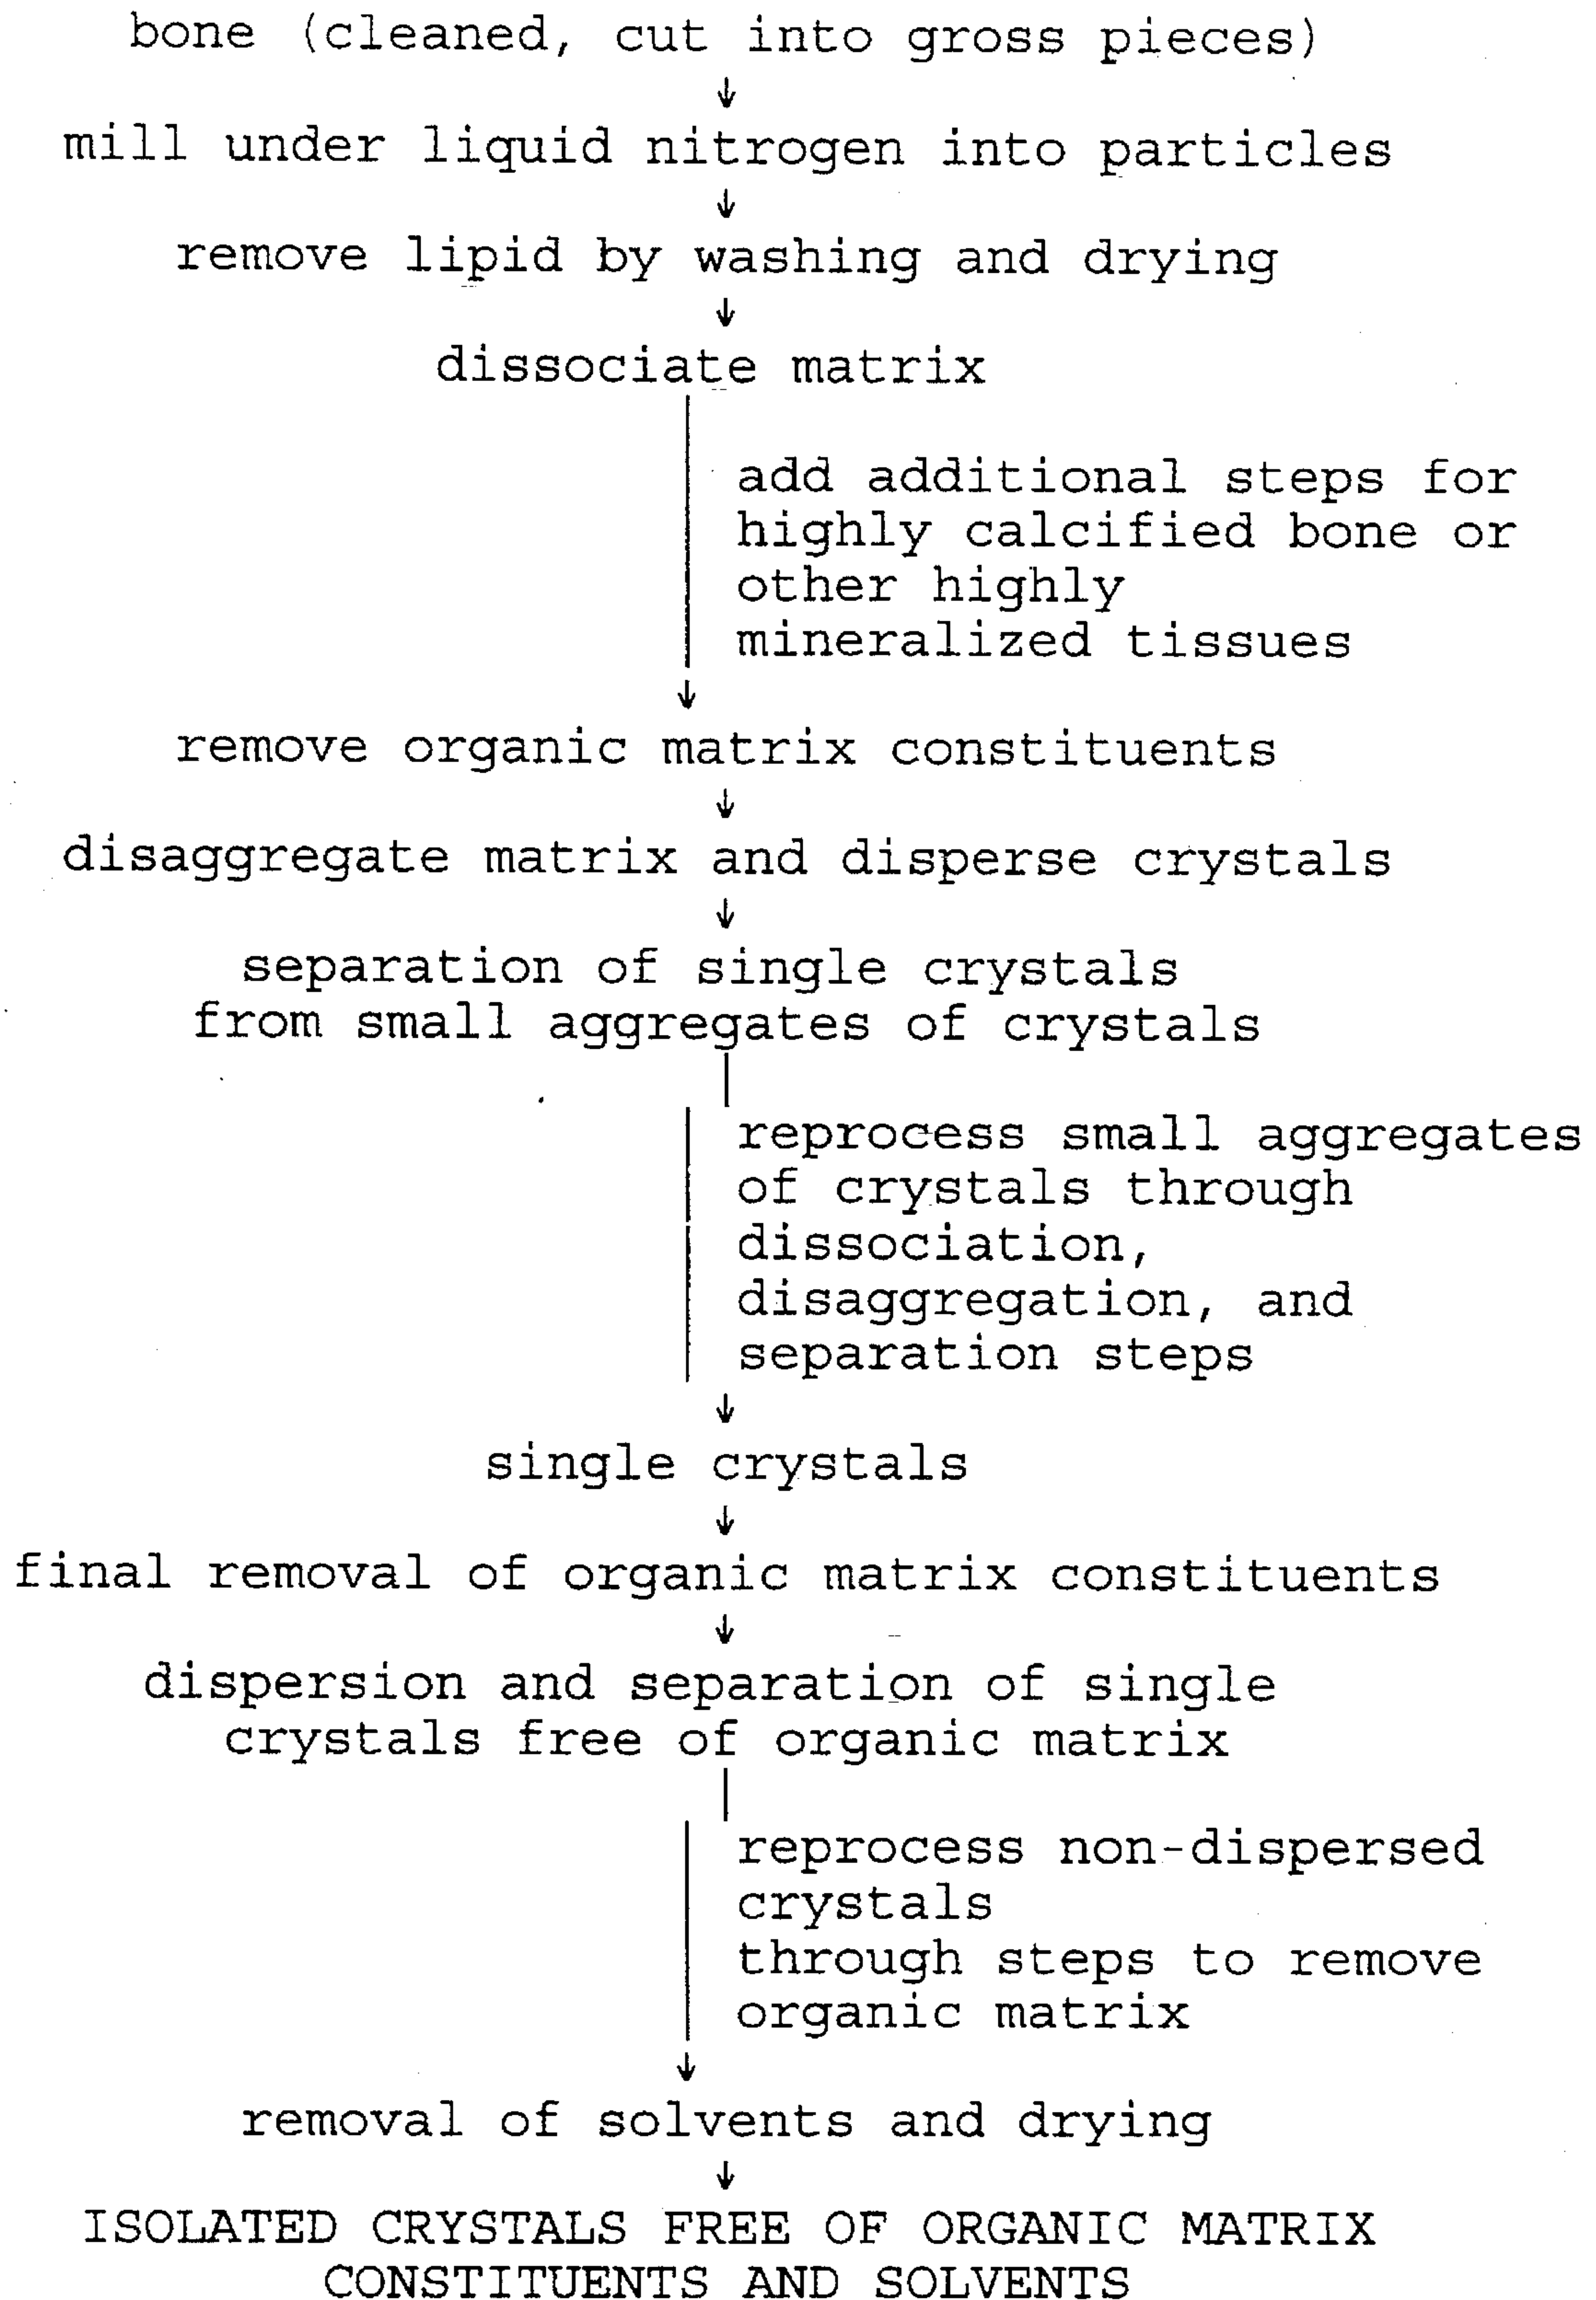 bone (cleaned, cut into gross pieces)
↓
mill under liquid nitrogen into particles
↓
remove lipid by washing and drying
↓
dissociate matrix
add additional steps for
highly calcified bone or
other highly
mineralized tissues
↓
remove organic matrix constituents
↓
disaggregate matrix and disperse crystals
↓
separation of single crystals
from small aggregates of crystals
reprocess small aggregates
of crystals through
dissociation,
disaggregation, and
separation steps
↓
single crystals
↓
final removal of organic matrix constituents
↓
dispersion and separation of single
crystals free of organic matrix
reprocess non-dispersed
crystals
through steps to remove
organic matrix
↓
removal of solvents and drying
↓
ISOLATED CRYSTALS FREE OF ORGANIC MATRIX
CONSTITUENTS AND SOLVENTS